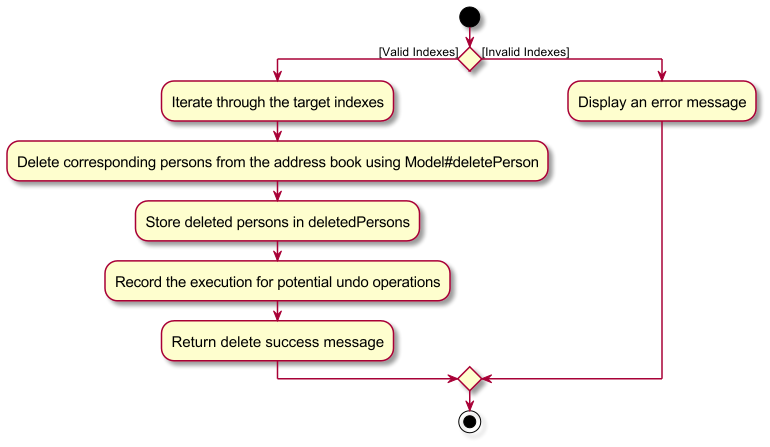 [Valid Indexes]
[Invalid Indexes]
Iterate through the target indexes
Display an error message
Delete corresponding persons from the address book using Model#deletePerson
Store deleted persons in deletedPersons
Record the execution for potential undo operations
Return delete success message